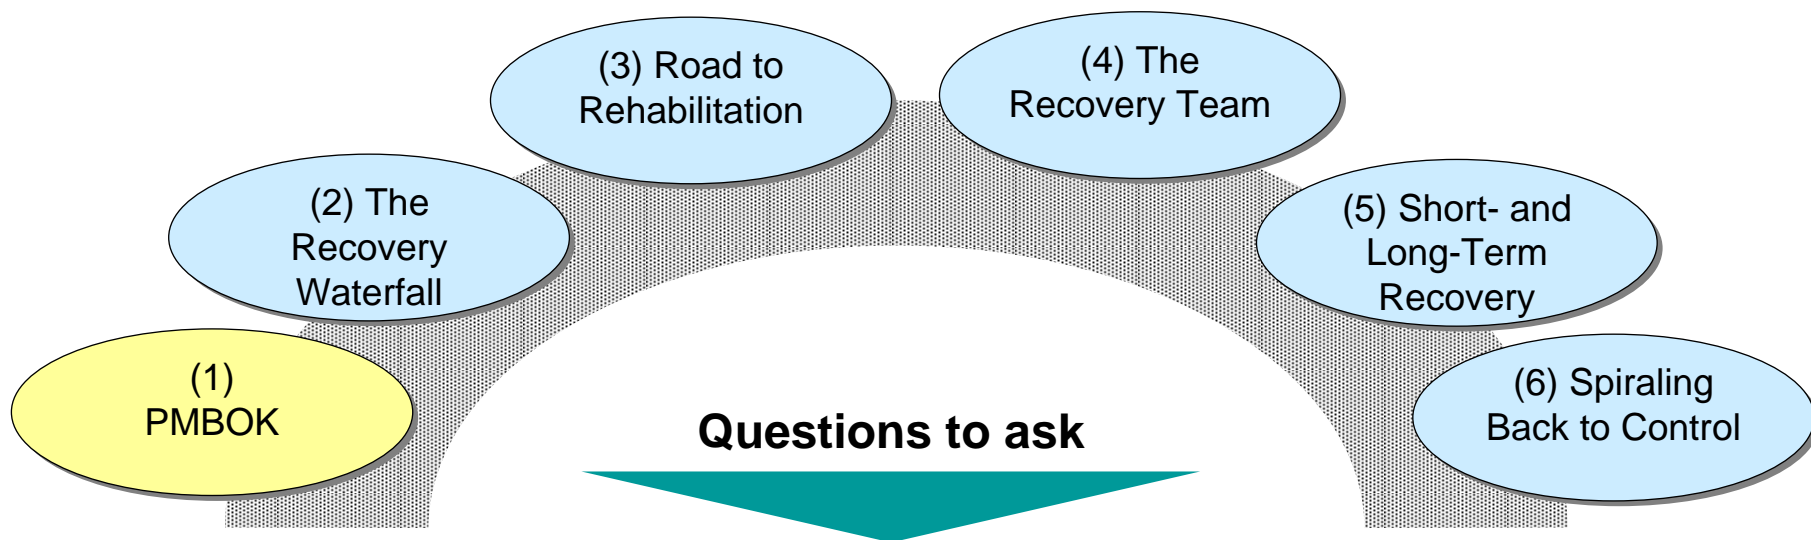 (1)
PMBOK
(2) The
Recovery
Waterfall
(3) Road to
Rehabilitation
(4) The
Recovery Team
(5) Short- and
Long-Term
Recovery
(6) Spiraling
Back to Control
Questions to ask